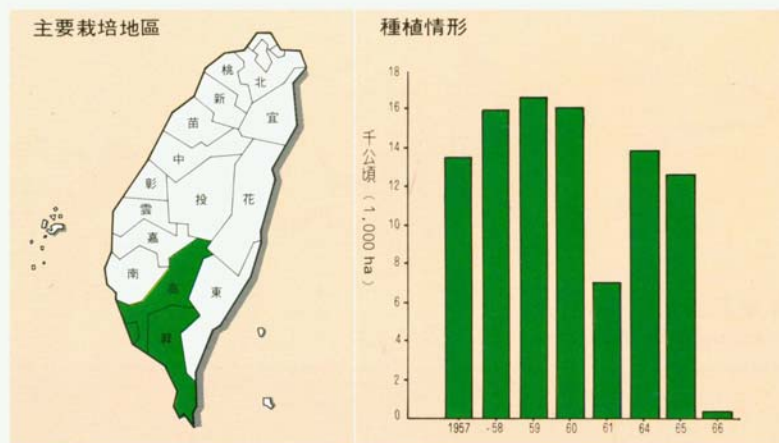 主要栽培地區
桃
北
新
宜
苗
中
彰
投
花
雲
嘉
南
高
東
屏
種植情形
千公頃(1,000 ha)
18
16
14
12
10
8
6
4
2
0
1957
-58
59
60
61
64
65
66